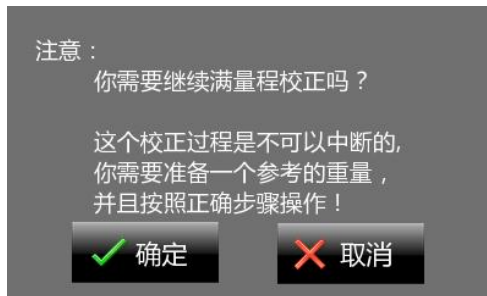 注意：
你需要继续满量程校正吗？
这个校正过程是不可以中断的,
你需要准备一个参考的重量，
并且按照正确步骤操作！
确定
取消